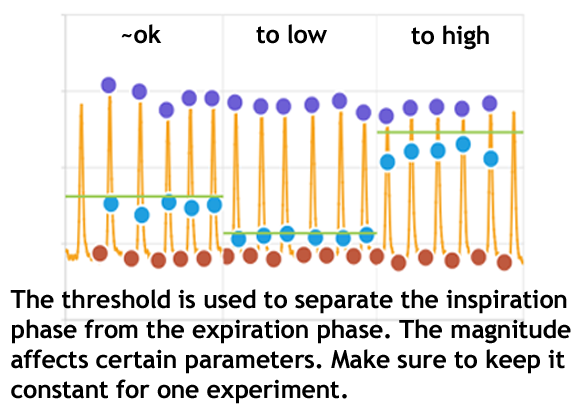 ~ok
to low
to high
The threshold is used to separate the inspiration
phase from the expiration phase. The magnitude
affects certain parameters. Make sure to keep it
constant for one experiment.